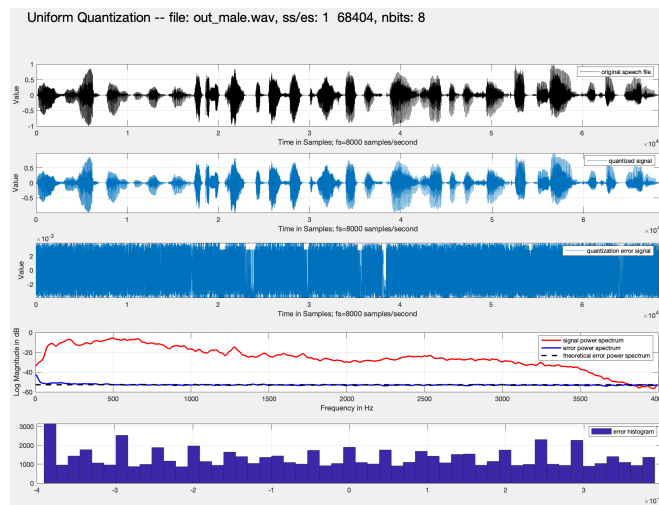 Uniform Quantization -- file: out_male.wav, ss/es: 1 68404, nbits: 8
1
0.5
0
-0.5
-1
Value
original speech file
0 1 2 3 4 5 6
Time in Samples; fs=8000 samples/second
× 10⁴
0.5
0
-0.5
Value
quantized signal
0 1 2 3 4 5 6
Time in Samples; fs=8000 samples/second
× 10⁴
× 10⁻³
2
0
-2
Value
quantization error signal
0 1 2 3 4 5 6
Time in Samples; fs=8000 samples/second
× 10⁴
0
-20
-40
-60
Log Magnitude in dB
signal power spectrum
error power spectrum
theoretical error power spectrum
0 500 1000 1500 2000 2500 3000 3500
Frequency in Hz
3000
2000
1000
0
error histogram
-4 -3 -2 -1 0 1 2 3